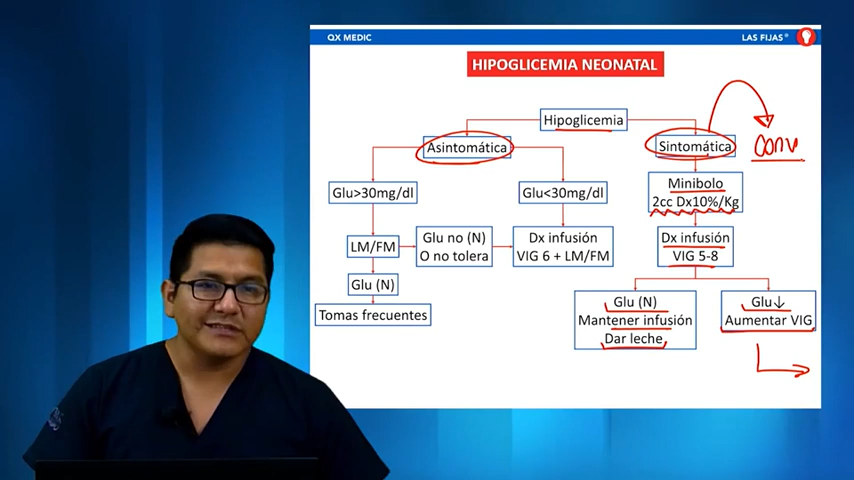 QX MEDIC
LAS FIJAS®
HIPOGLICEMIA NEONATAL
Hipoglicemia
Asintomática
Sintomática
conv
Glu>30mg/dl
Glu<30mg/dl
Minibolo
2cc Dx10%/Kg
LM/FM
Glu no (N)
O no tolera
Dx infusión
VIG 6 + LM/FM
Dx infusión
VIG 5-8
Glu (N)
Tomas frecuentes
Glu (N)
Mantener infusión
Dar leche
Glu↓
Aumentar VIG